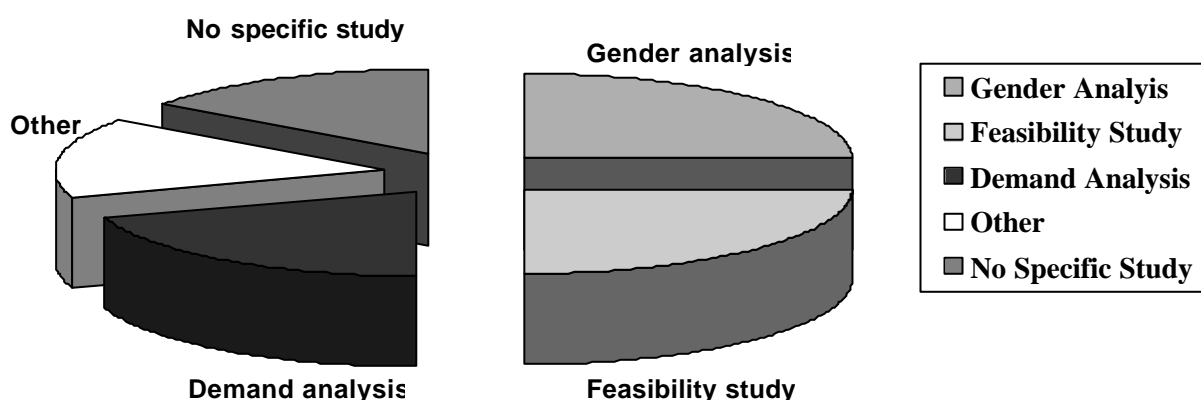 No specific study
Gender analysis
Other
Demand analysis
Feasibility study
Gender Analyis
Feasibility Study
Demand Analysis
Other
No Specific Study